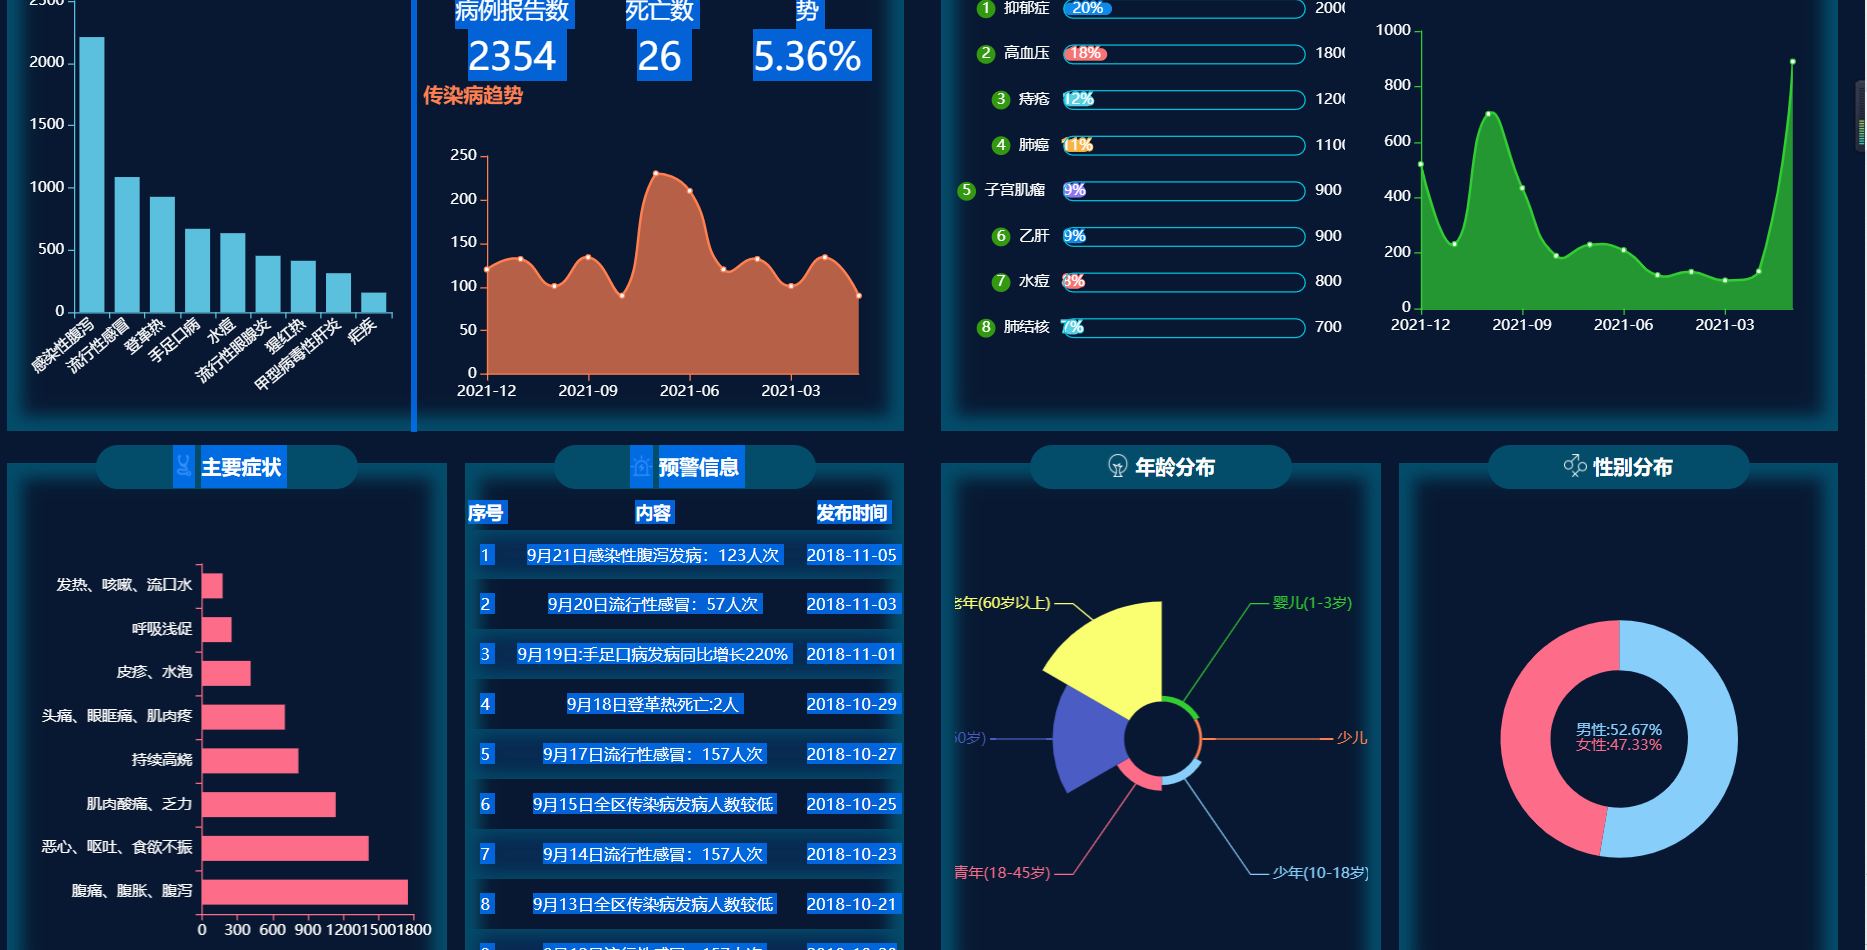 2500
2000
1500
1000
500
0
感染性腹泻
流行性感冒
登革热
手足口病
水痘
流行性眼腺炎
猩红热
甲型病毒性肝炎
疟疾
病例报告数
2354
死亡数
26
势
5.36%
传染病趋势
250
200
150
100
50
0
2021-12 2021-09 2021-06 2021-03
1 抑郁症 20% 2000
2 高血压 18% 1800
3 痔疮 12% 1200
4 肺癌 11% 1100
5 子宫肌瘤 9% 900
6 乙肝 9% 900
7 水痘 8% 800
8 肺结核 7% 700
1000
800
600
400
200
0
2021-12 2021-09 2021-06 2021-03
主要症状
发热、咳嗽、流口水
呼吸浅促
皮疹、水泡
头痛、眼眶痛、肌肉疼
持续高烧
肌肉酸痛、乏力
恶心、呕吐、食欲不振
腹痛、腹胀、腹泻
0 300 600 900 1200 1500 1800
预警信息
序号 内容 发布时间
1 9月21日感染性腹泻发病：123人次 2018-11-05
2 9月20日流行性感冒：57人次 2018-11-03
3 9月19日:手足口病发病同比增长220% 2018-11-01
4 9月18日登革热死亡:2人 2018-10-29
5 9月17日流行性感冒：157人次 2018-10-27
6 9月15日全区传染病发病人数较低 2018-10-25
7 9月14日流行性感冒：157人次 2018-10-23
8 9月13日全区传染病发病人数较低 2018-10-21
年龄分布
老年(60岁以上)
婴儿(1-3岁)
60岁)
少儿
青年(18-45岁)
少年(10-18岁)
性别分布
男性:52.67%
女性:47.33%